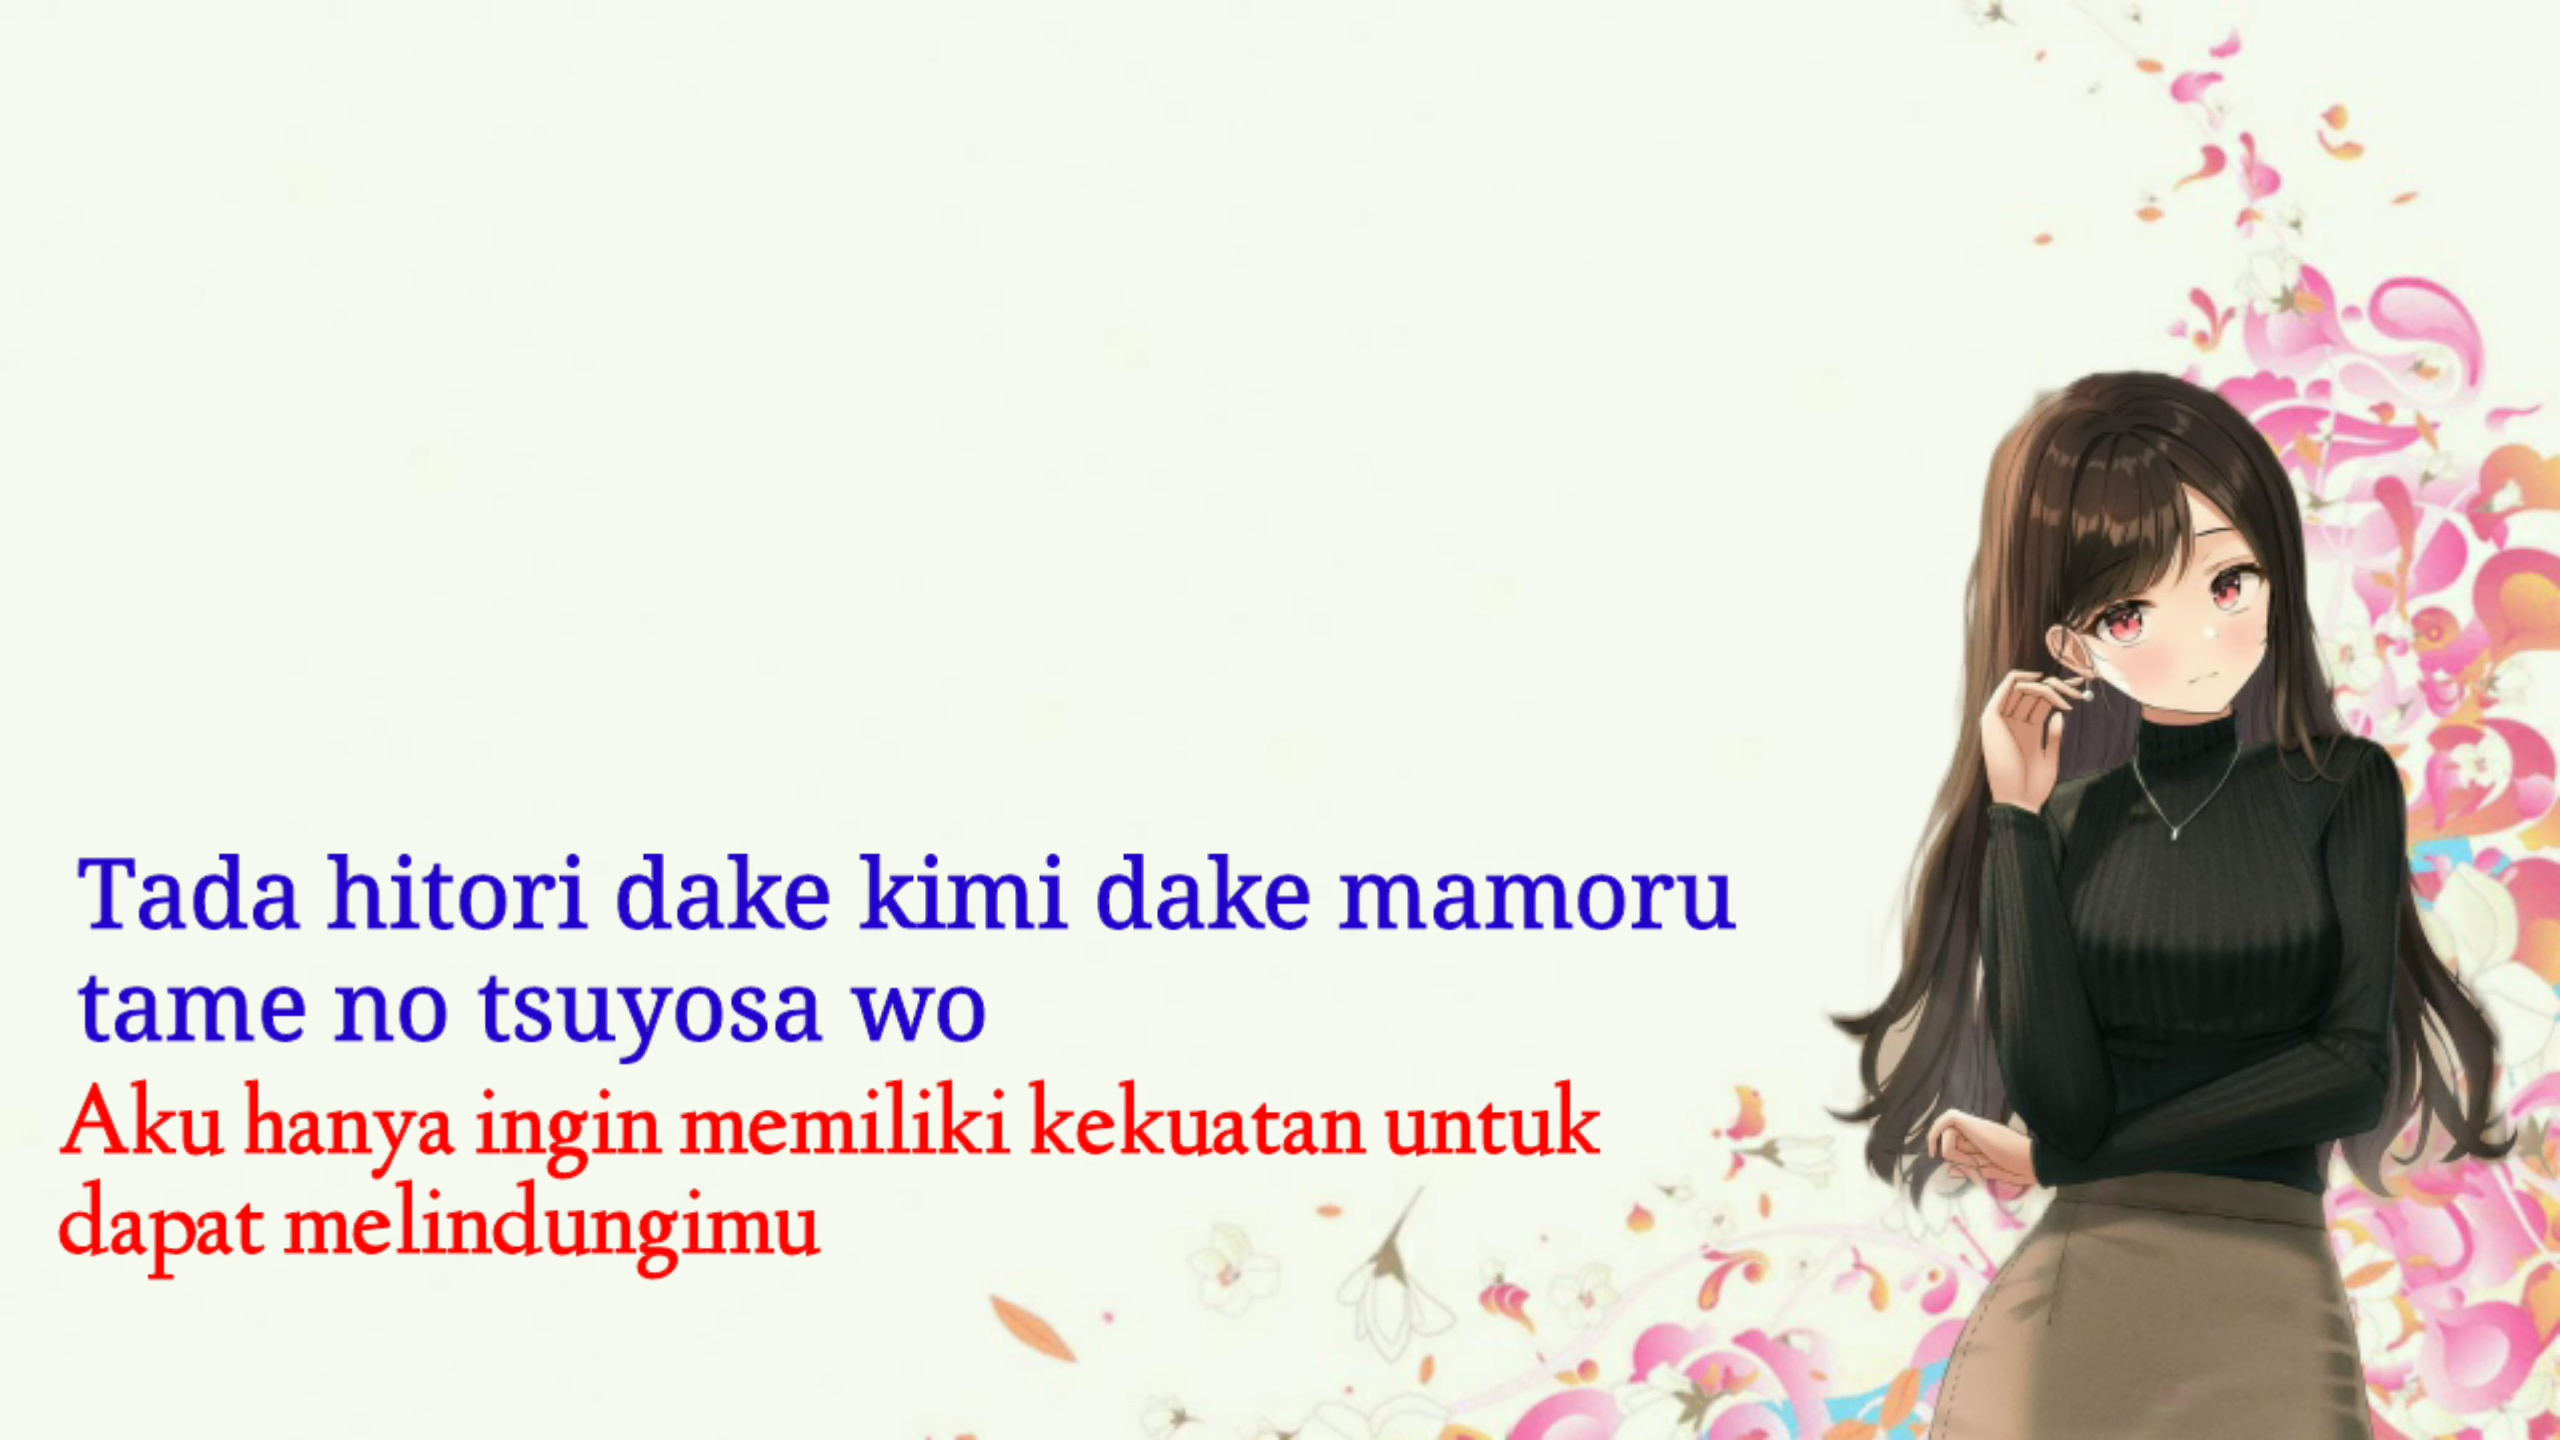 Tada hitori dake kimi dake mamoru
tame no tsuyosa wo
Aku hanya ingin memiliki kekuatan untuk
dapat melindungimu